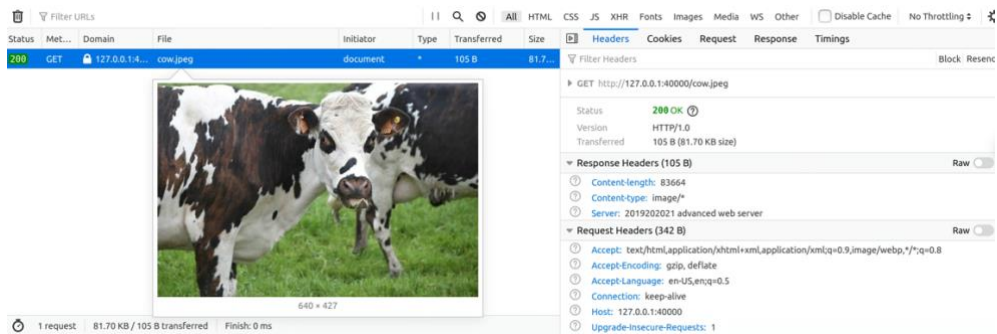 Filter URLs
All HTML CSS JS XHR Fonts Images Media WS Other Disable Cache No Throttling
Status Met... Domain File Initiator Type Transferred Size
200 GET 127.0.0.1:4... cow.jpeg document * 105 B 81.7...
640 × 427
1 request 81.70 KB / 105 B transferred Finish: 0 ms
Headers Cookies Request Response Timings
Filter Headers Block Resend
GET http://127.0.0.1:40000/cow.jpeg
Status 200 OK
Version HTTP/1.0
Transferred 105 B (81.70 KB size)
Response Headers (105 B) Raw
Content-length: 83664
Content-type: image/*
Server: 2019202021 advanced web server
Request Headers (342 B) Raw
Accept: text/html,application/xhtml+xml,application/xml;q=0.9,image/webp,*/*;q=0.8
Accept-Encoding: gzip, deflate
Accept-Language: en-US,en;q=0.5
Connection: keep-alive
Host: 127.0.0.1:40000
Upgrade-Insecure-Requests: 1